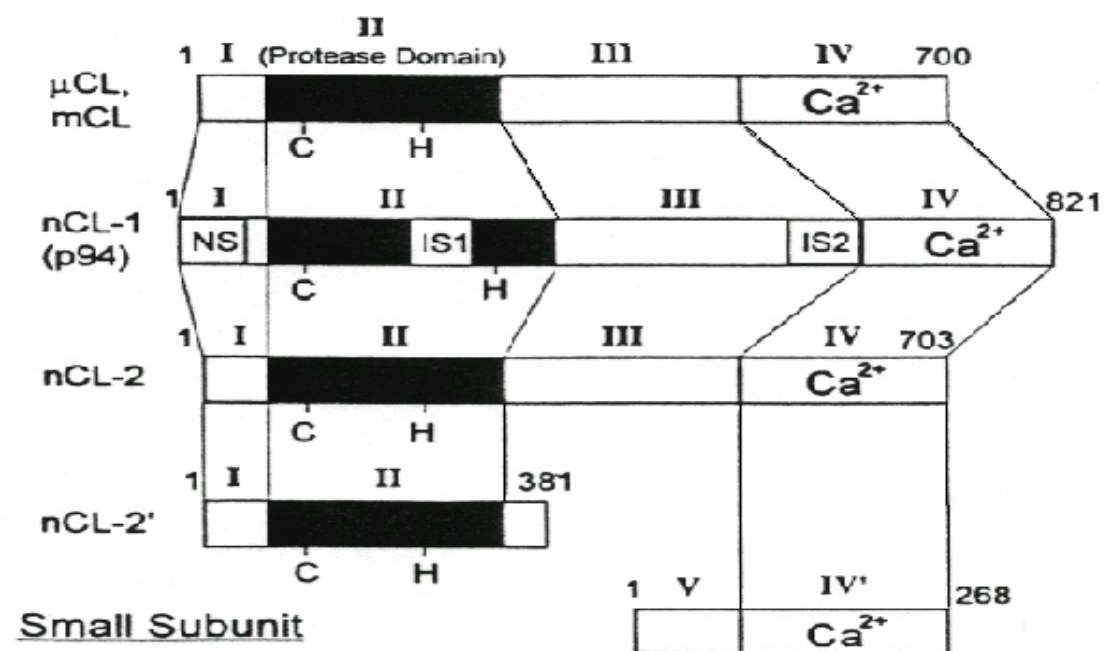 II
1 I (Protease Domain) III IV 700
µCL,
mCL
Ca²⁺
C H
1 I II III IV 821
nCL-1
(p94)
NS IS1 IS2 Ca²⁺
C H
1 I II III IV 703
nCL-2
Ca²⁺
C H
1 I II 381
nCL-2'
C H
1 V IV' 268
Small Subunit
Ca²⁺